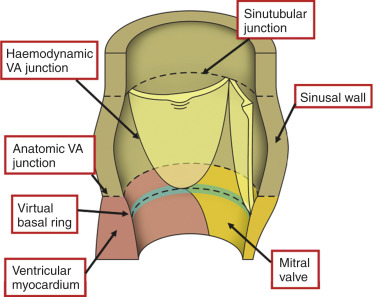 Sinutubular
junction
Haemodynamic
VA junction
Sinusal wall
Anatomic VA
junction
Virtual
basal ring
Ventricular
myocardium
Mitral
valve